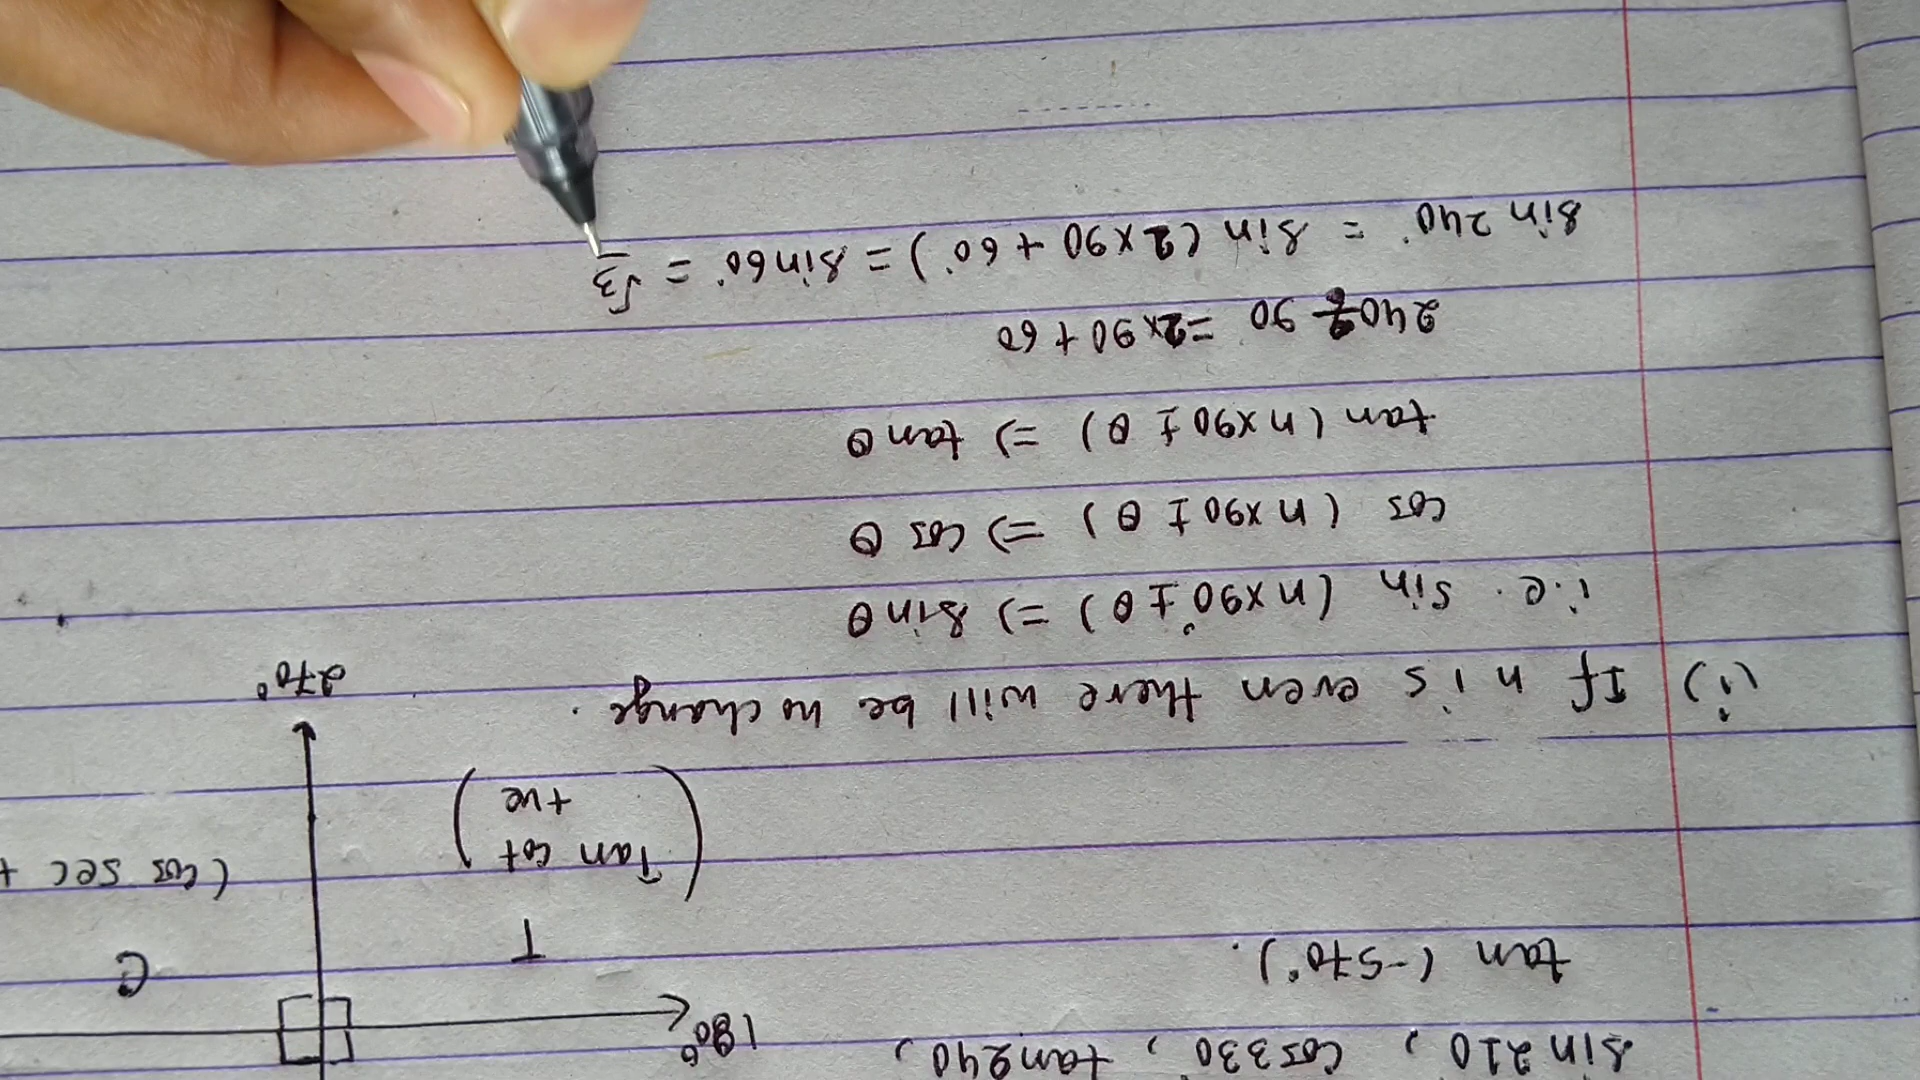 sin 210°, cos 330°, tan 240,
180°
tan (-570°).
T
C
(Tan cot
+ve)
(cos sec +
270°
(i) If n is even there will be no change.
i.e. sin (n×90° ± θ) => sinθ
cos (n×90 ± θ) => cos θ
tan (n×90 ± θ) => tan θ
240 90 = 2×90 + 60
sin 240° = sin (2×90 + 60°) = sin 60° = √3